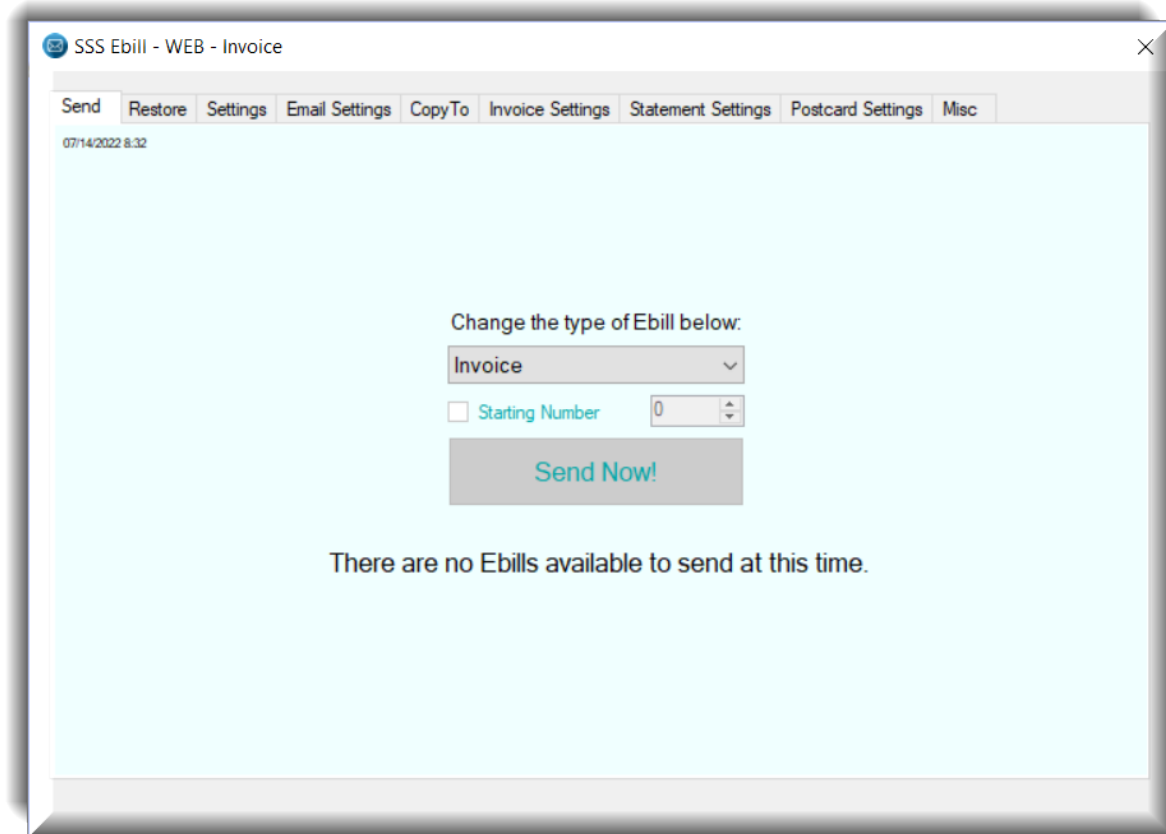 SSS Ebill - WEB - Invoice
Send Restore Settings Email Settings CopyTo Invoice Settings Statement Settings Postcard Settings Misc
07/14/2022 8:32
Change the type of Ebill below:
Invoice
Starting Number 0
Send Now!
There are no Ebills available to send at this time.